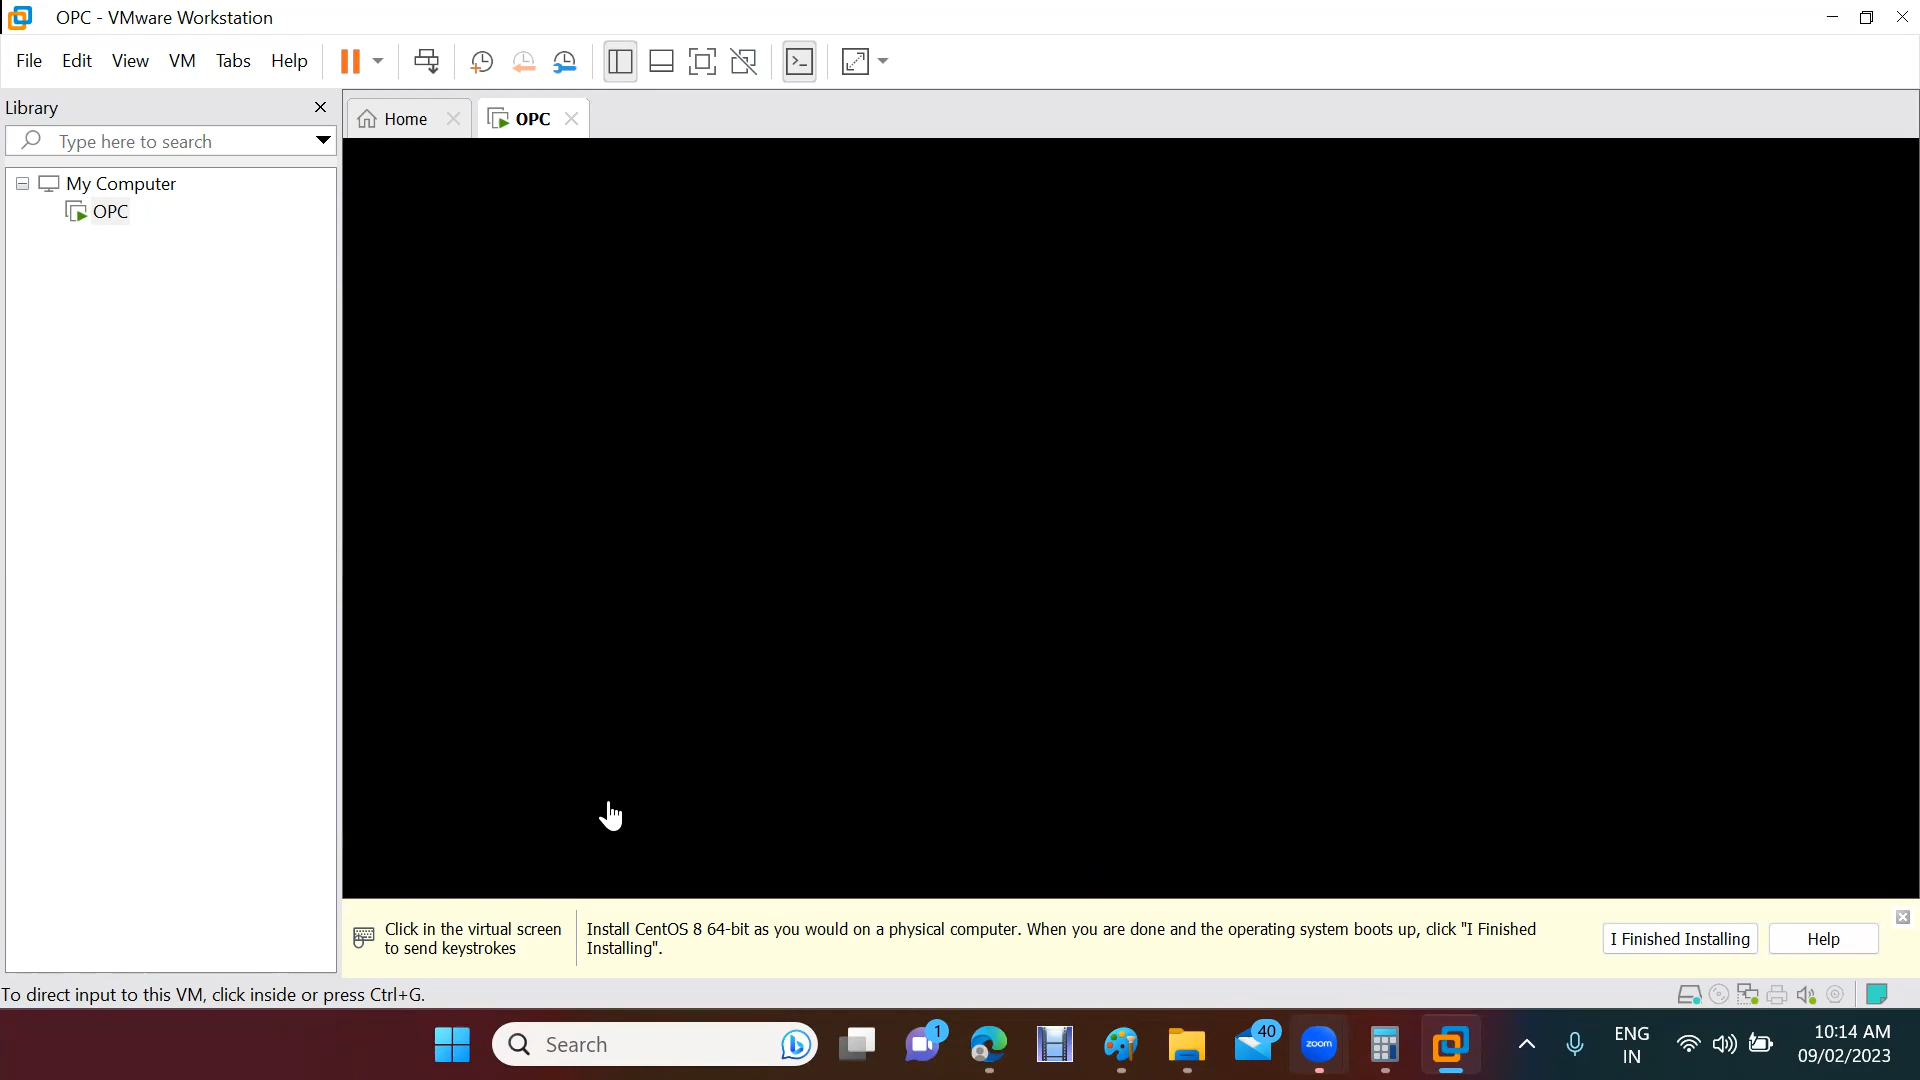 OPC - VMware Workstation
File Edit View VM Tabs Help
Library
Home
OPC
Type here to search
My Computer
OPC
Click in the virtual screen
to send keystrokes
Install CentOS 8 64-bit as you would on a physical computer. When you are done and the operating system boots up, click "I Finished
Installing".
I Finished Installing
Help
To direct input to this VM, click inside or press Ctrl+G.
Search
1
40
zoom
ENG
IN
10:14 AM
09/02/2023